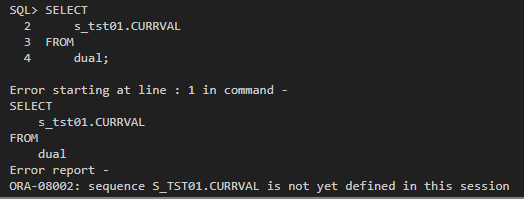 SQL> SELECT
  2      s_tst01.CURRVAL
  3  FROM
  4      dual;

Error starting at line : 1 in command -
SELECT
    s_tst01.CURRVAL
FROM
    dual
Error report -
ORA-08002: sequence S_TST01.CURRVAL is not yet defined in this session